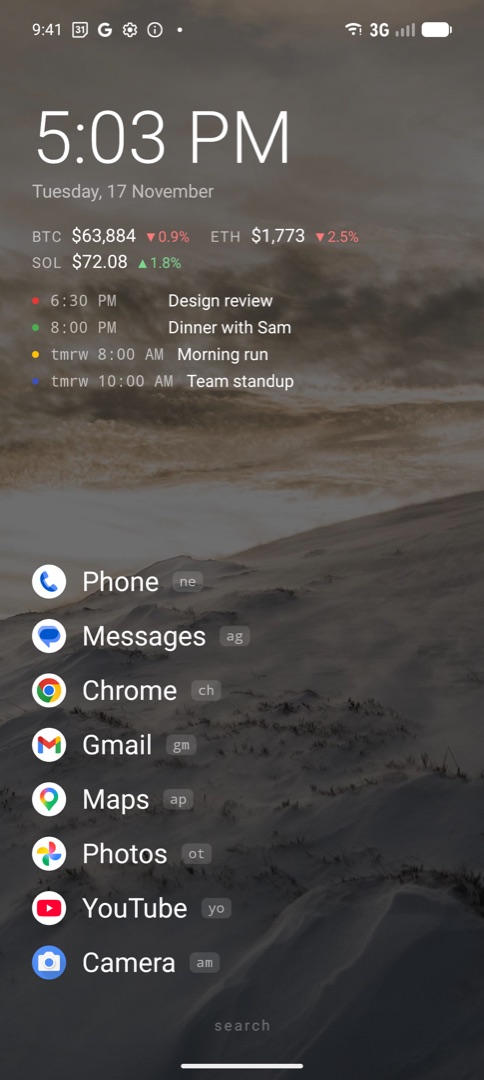 9:41 31 G 3G
5:03 PM
Tuesday, 17 November
BTC $63,884 ▼0.9% ETH $1,773 ▼2.5%
SOL $72.08 ▲1.8%
6:30 PM Design review
8:00 PM Dinner with Sam
tmrw 8:00 AM Morning run
tmrw 10:00 AM Team standup
Phone ne
Messages ag
Chrome ch
Gmail gm
Maps ap
Photos ot
YouTube yo
Camera am
search